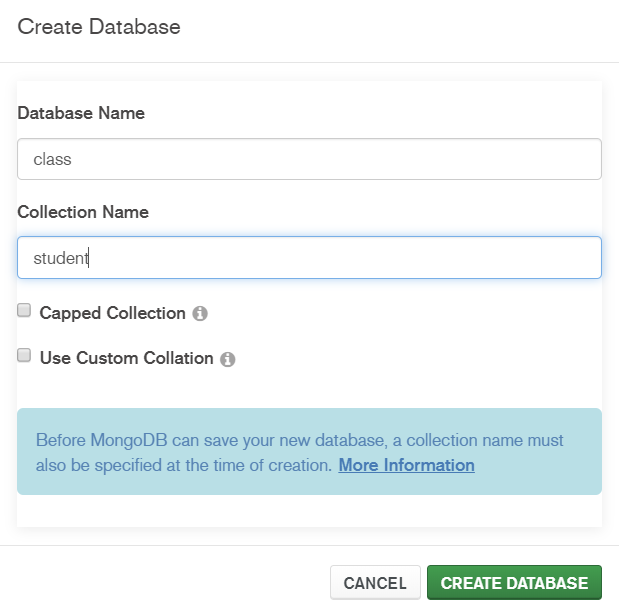 Create Database
Database Name
class
Collection Name
student
Capped Collection
Use Custom Collation
Before MongoDB can save your new database, a collection name must
also be specified at the time of creation. More Information
CANCEL
CREATE DATABASE